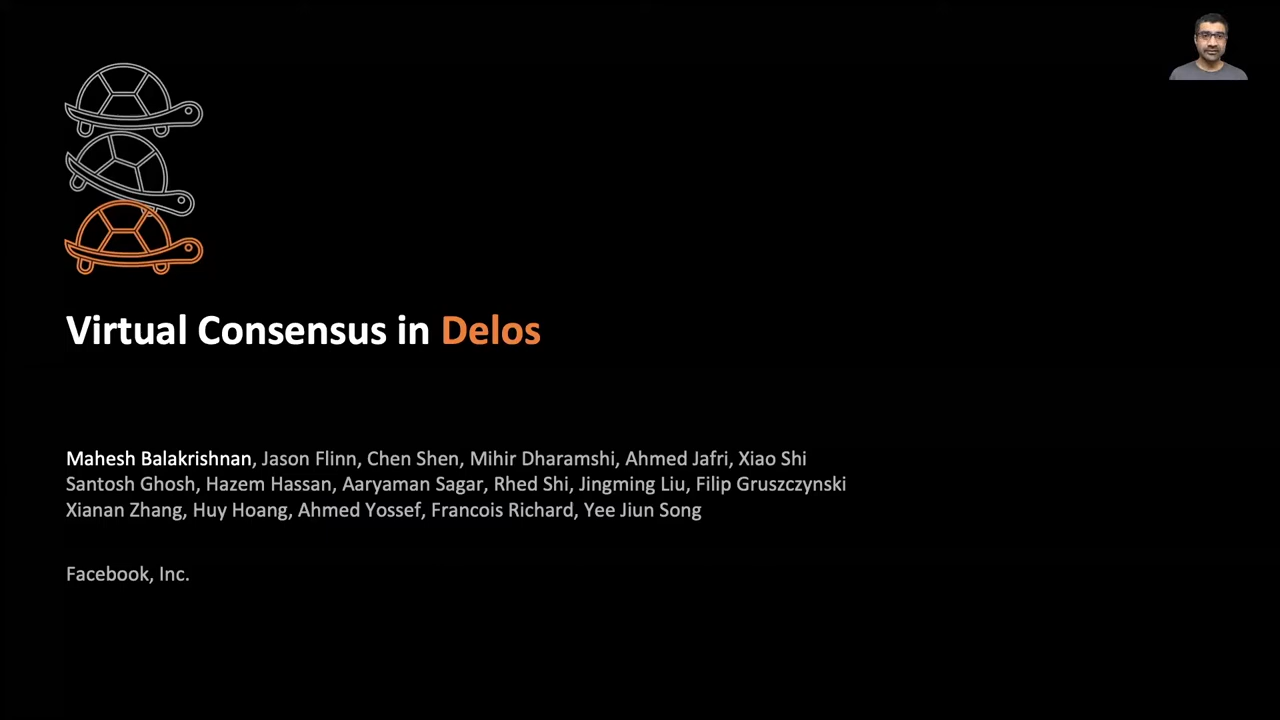 Virtual Consensus in Delos
Mahesh Balakrishnan, Jason Flinn, Chen Shen, Mihir Dharamshi, Ahmed Jafri, Xiao Shi
Santosh Ghosh, Hazem Hassan, Aaryaman Sagar, Rhed Shi, Jingming Liu, Filip Gruszczynski
Xianan Zhang, Huy Hoang, Ahmed Yossef, Francois Richard, Yee Jiun Song
Facebook, Inc.